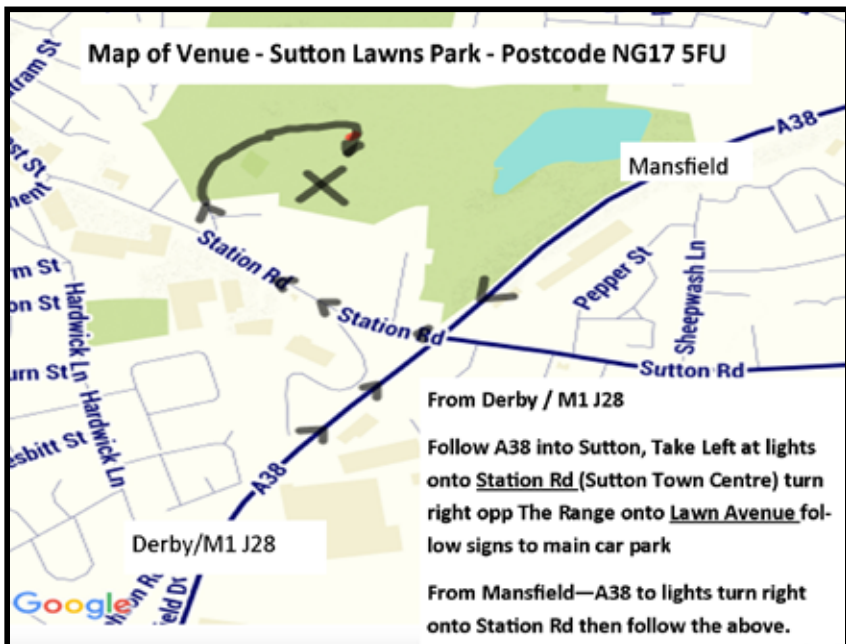 Map of Venue - Sutton Lawns Park - Postcode NG17 5FU
A38
Mansfield
Station Rd
Pepper St
Sheepwash Ln
Hardwick Ln
Station Rd
Sutton Rd
Hardwick Ln
A38
From Derby / M1 J28
Follow A38 into Sutton, Take Left at lights
onto Station Rd (Sutton Town Centre) turn
right opp The Range onto Lawn Avenue fol-
low signs to main car park
From Mansfield—A38 to lights turn right
onto Station Rd then follow the above.
Derby/M1 J28
Google